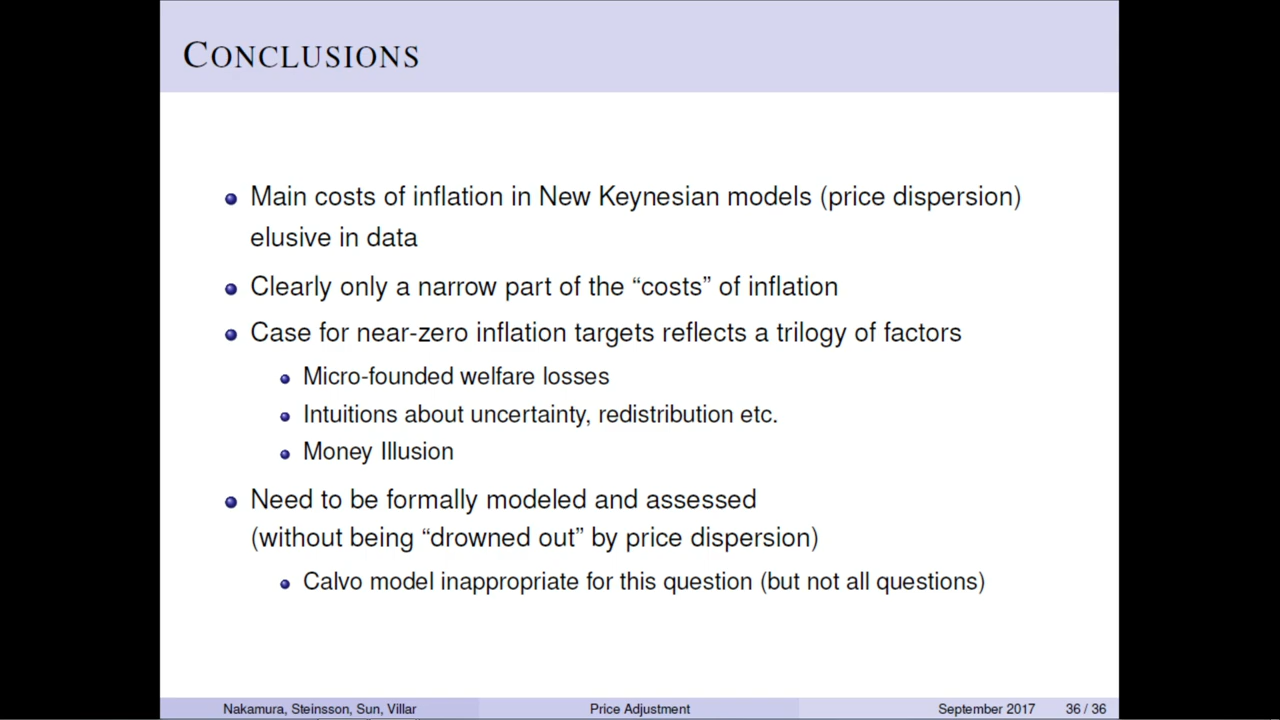 CONCLUSIONS
Main costs of inflation in New Keynesian models (price dispersion)
elusive in data
Clearly only a narrow part of the “costs” of inflation
Case for near-zero inflation targets reflects a trilogy of factors
Micro-founded welfare losses
Intuitions about uncertainty, redistribution etc.
Money Illusion
Need to be formally modeled and assessed
(without being “drowned out” by price dispersion)
Calvo model inappropriate for this question (but not all questions)
Nakamura, Steinsson, Sun, Villar Price Adjustment September 2017 36 / 36